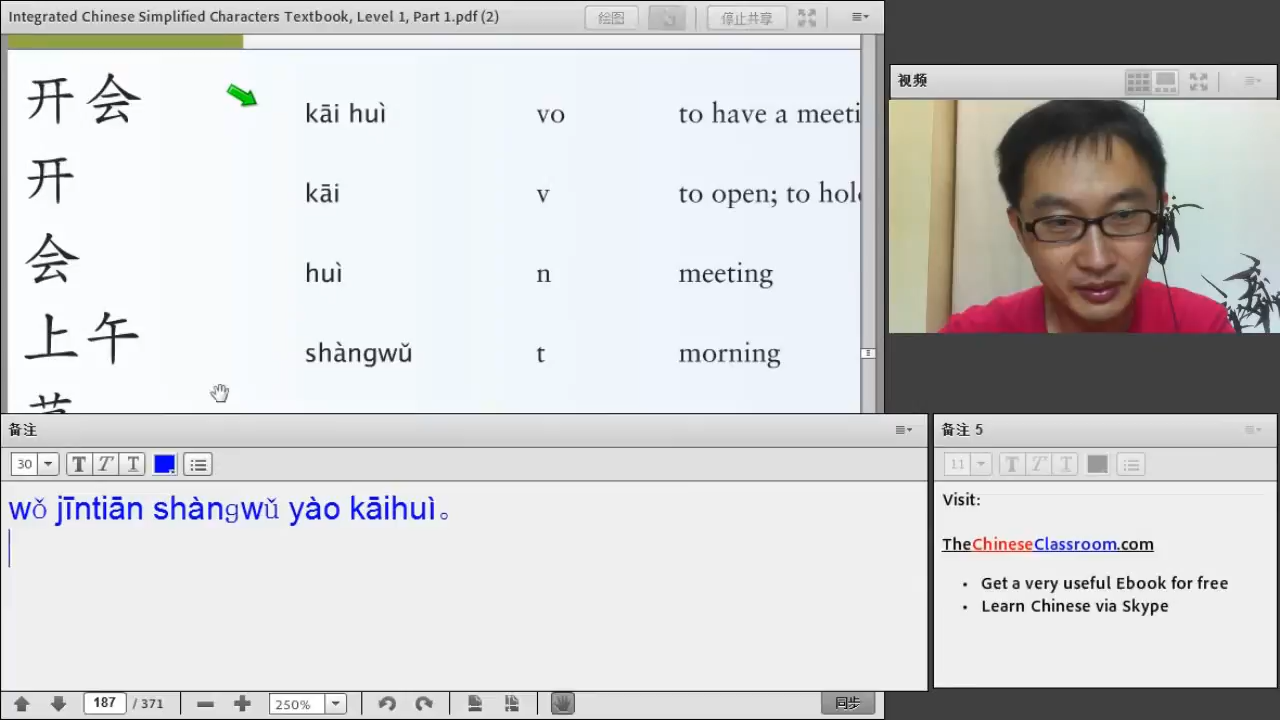 Integrated Chinese Simplified Characters Textbook, Level 1, Part 1.pdf (2)
绘图
停止共享
开会 kāi huì vo to have a meeti
开 kāi v to open; to hol
会 huì n meeting
上午 shàngwǔ t morning
视频
备注
30 T T T
wǒ jīntiān shàngwǔ yào kāihuì。
187 / 371
250%
同步
备注 5
11 T T T
Visit:
TheChineseClassroom.com
• Get a very useful Ebook for free
• Learn Chinese via Skype